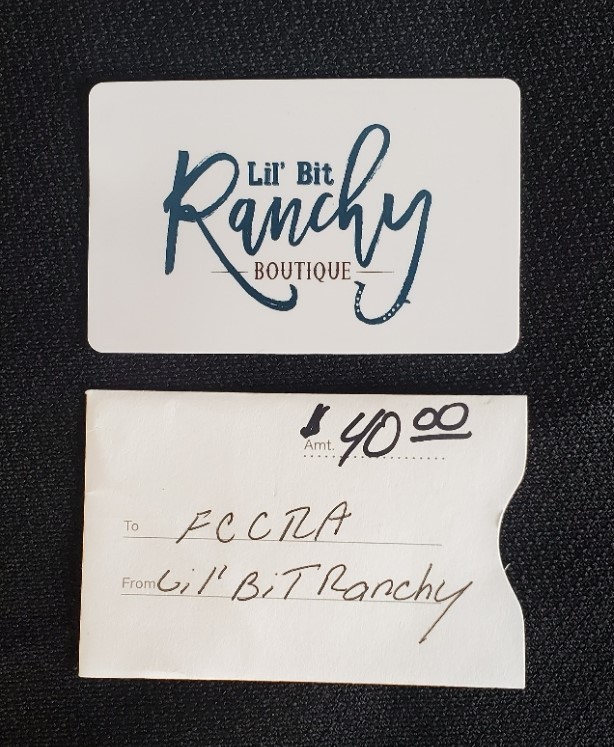 Lil' Bit
Ranchy
BOUTIQUE
Amt. $40.00
To FCCRA
From Lil' BiT Ranchy